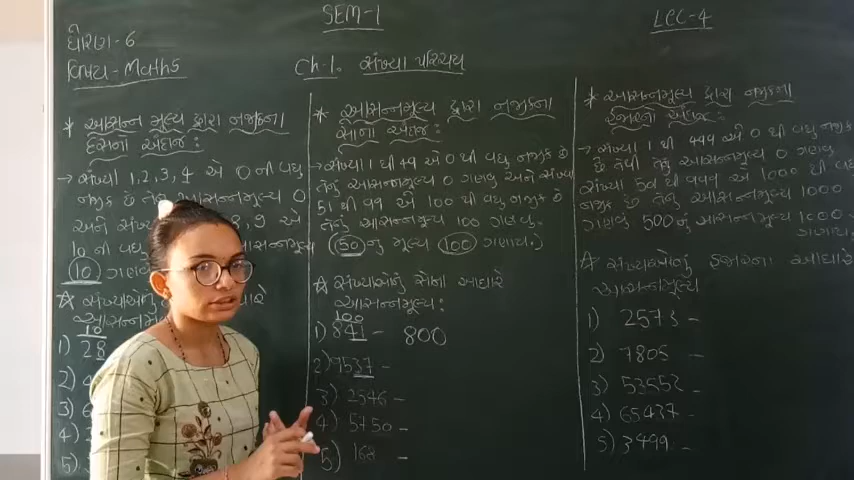 SEM-1
LEC-4
ધોરણ-6
વિષય-Maths
Ch-1. સંખ્યા પરિચય
* આસન્ન મૂલ્ય દ્વારા નજીકના
દસનો અંદાજ :
→ સંખ્યા 1,2,3,4 એ 0 ની વધુ
નજીક છે તેનું આસન્નમૂલ્ય 0
અને સંખ્યા 8,9 એ
10 ની વધુ આસન્નમૂલ્ય
10 ગણવું
☆ સંખ્યાઓનું
આસન્નમૂલ્ય
10
1) 28
2)
3)
4)
5)
* આસન્નમૂલ્ય દ્વારા નજીકના
સોનો અંદાજ :
→ સંખ્યા 1 થી 49 એ 0 થી વધુ નજીક છે
તેનું આસન્નમૂલ્ય 0 ગણવું અને સંખ્યા
51 થી 99 એ 100 થી વધુ નજીક છે
તેનું આસન્નમૂલ્ય 100 ગણવું.
(50 નું મૂલ્ય 100 ગણાય.)
☆ સંખ્યાઓનું સોના આધારે
આસન્નમૂલ્ય :
100
1) 841 - 800
2) 7537 -
3) 2546 -
4) 5750 -
5) 168 -
* આસન્નમૂલ્ય દ્વારા નજીકના
હજારનો અંદાજ :
→ સંખ્યા 1 થી 499 એ 0 થી વધુ નજીક
છે તેથી તેનું આસન્નમૂલ્ય 0 ગણવું
સંખ્યા 501 થી 999 એ 1000 થી વધુ
નજીક છે તેનું આસન્નમૂલ્ય 1000
ગણવું 500નું આસન્નમૂલ્ય 1000
ગણાય.
☆ સંખ્યાઓનું હજારના આધારે
આસન્નમૂલ્ય
1) 2573 -
2) 7805 -
3) 53552 -
4) 65437 -
5) 3499 -